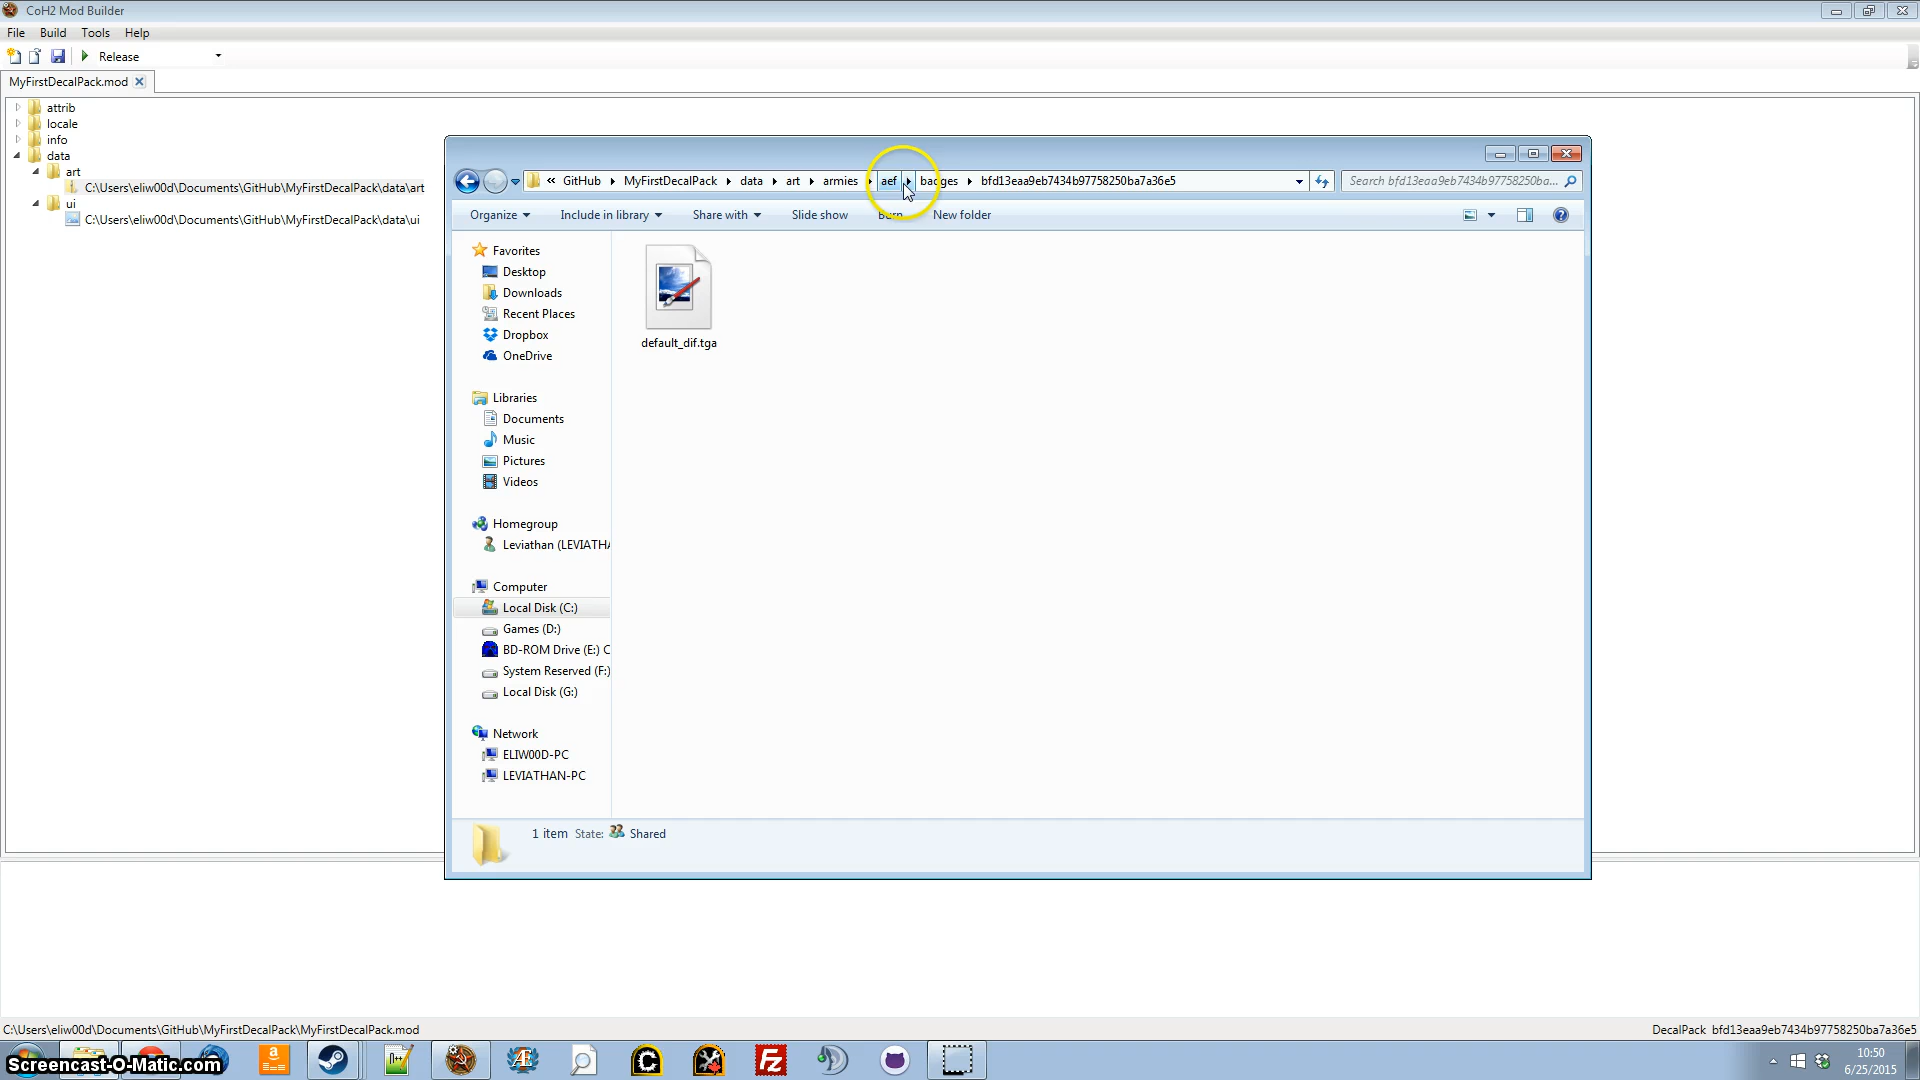 CoH2 Mod Builder
File Build Tools Help
Release
MyFirstDecalPack.mod
attrib
locale
info
data
art
C:\Users\eliw00d\Documents\GitHub\MyFirstDecalPack\data\art
ui
C:\Users\eliw00d\Documents\GitHub\MyFirstDecalPack\data\ui
« GitHub MyFirstDecalPack data art armies aef badges bfd13eaa9eb7434b97758250ba7a36e5
Search bfd13eaa9eb7434b97758250ba...
Organize Include in library Share with Slide show Burn New folder
Favorites
Desktop
Downloads
Recent Places
Dropbox
OneDrive
Libraries
Documents
Music
Pictures
Videos
Homegroup
Leviathan (LEVIATHA
Computer
Local Disk (C:)
Games (D:)
BD-ROM Drive (E:) C
System Reserved (F:)
Local Disk (G:)
Network
ELIW00D-PC
LEVIATHAN-PC
default_dif.tga
1 item State: Shared
C:\Users\eliw00d\Documents\GitHub\MyFirstDecalPack\MyFirstDecalPack.mod
DecalPack bfd13eaa9eb7434b97758250ba7a36e5
Screencast-O-Matic.com
10:50
6/25/2015